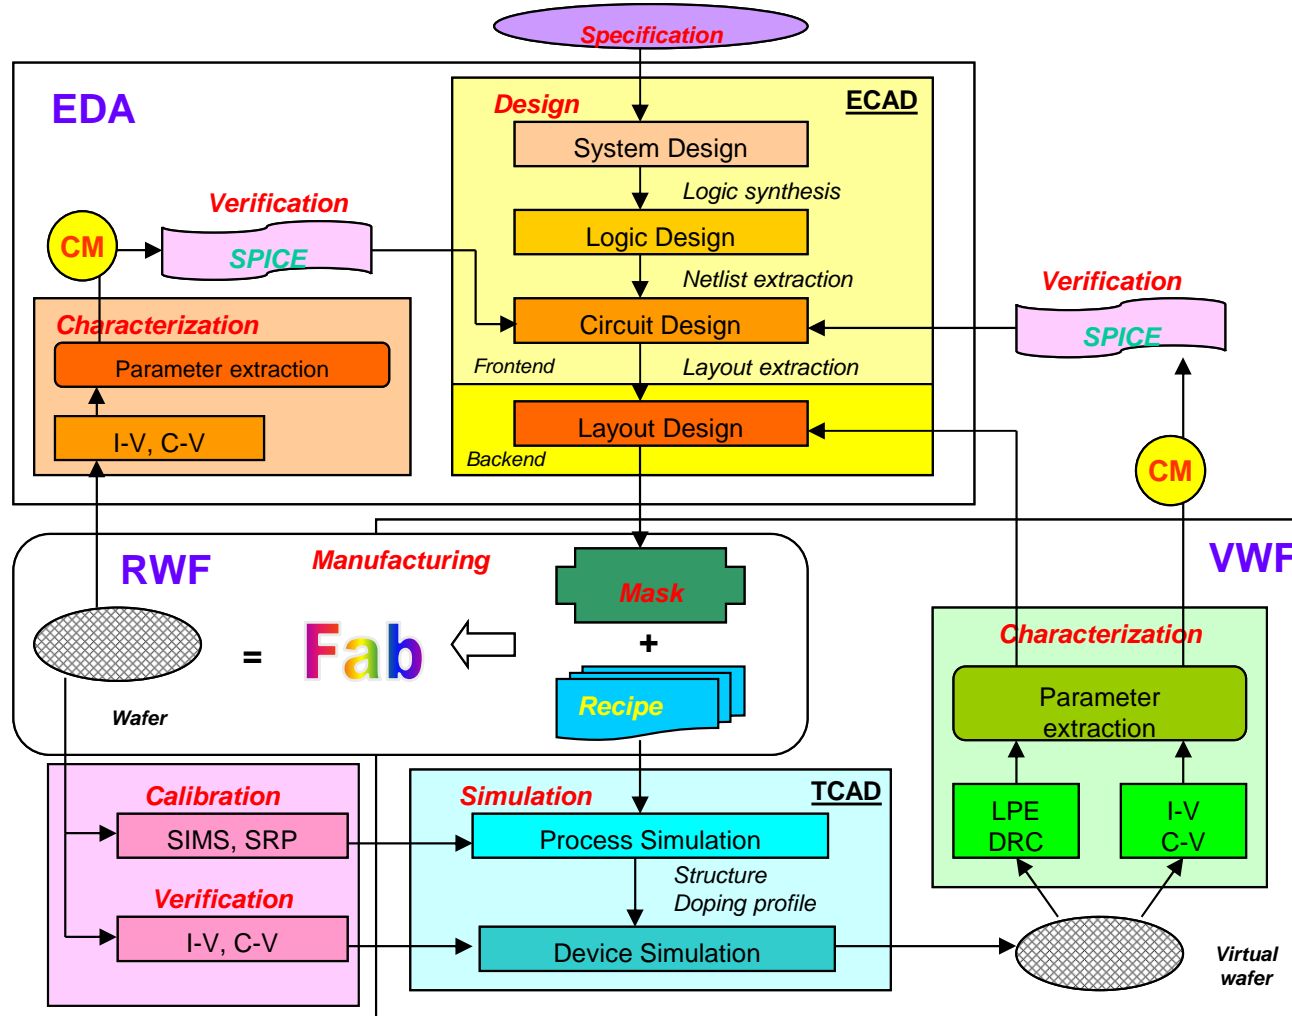 Specification
EDA
Design
ECAD
System Design
Logic synthesis
Verification
CM
SPICE
Logic Design
Netlist extraction
Verification
Characterization
Circuit Design
SPICE
Parameter extraction
Frontend
Layout extraction
I-V, C-V
Layout Design
Backend
CM
RWF
Manufacturing
VWF
Mask
Characterization
+
= Fab
Recipe
Parameter
extraction
Wafer
Calibration
Simulation
TCAD
SIMS, SRP
Process Simulation
LPE
DRC
I-V
C-V
Structure
Doping profile
Verification
I-V, C-V
Device Simulation
Virtual
wafer